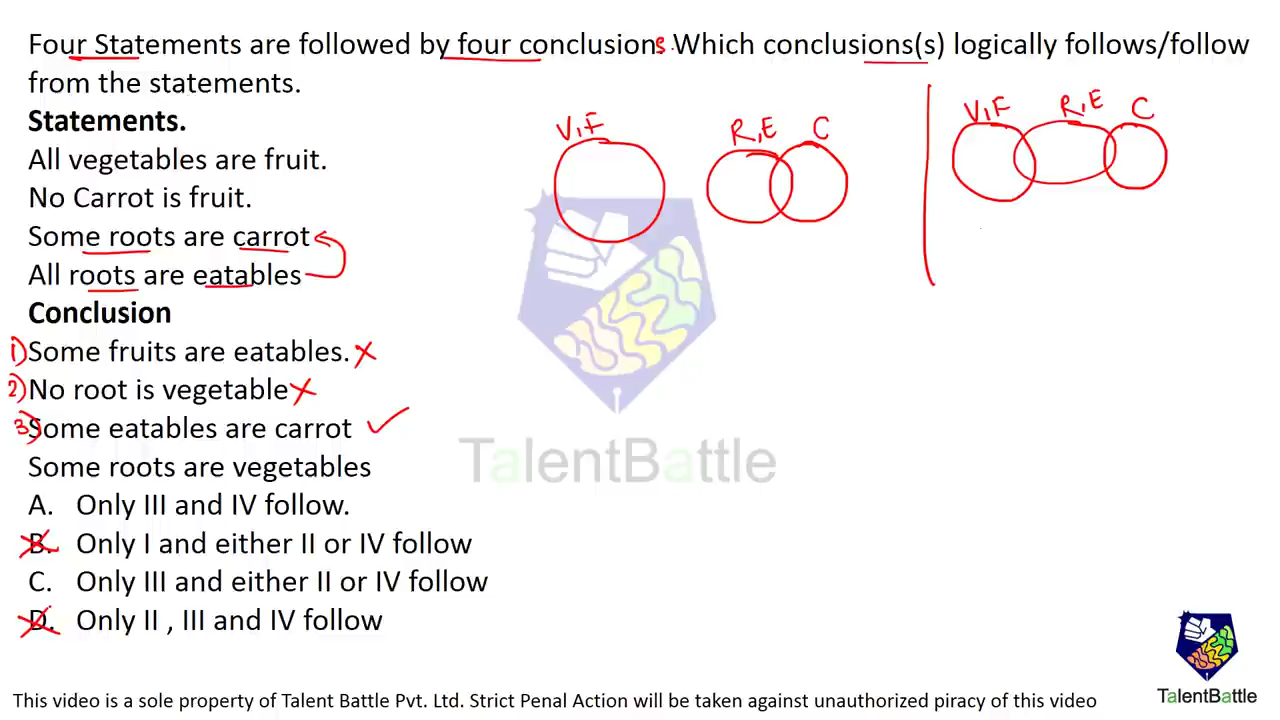 Four Statements are followed by four conclusions. Which conclusions(s) logically follows/follow
from the statements.
Statements.
All vegetables are fruit.
No Carrot is fruit.
Some roots are carrot
All roots are eatables
Conclusion
1) Some fruits are eatables.
2) No root is vegetable
3) Some eatables are carrot
Some roots are vegetables
A. Only III and IV follow.
B. Only I and either II or IV follow
C. Only III and either II or IV follow
D. Only II , III and IV follow
V,F R,E C
V,F R,E C
TalentBattle
TalentBattle
This video is a sole property of Talent Battle Pvt. Ltd. Strict Penal Action will be taken against unauthorized piracy of this video